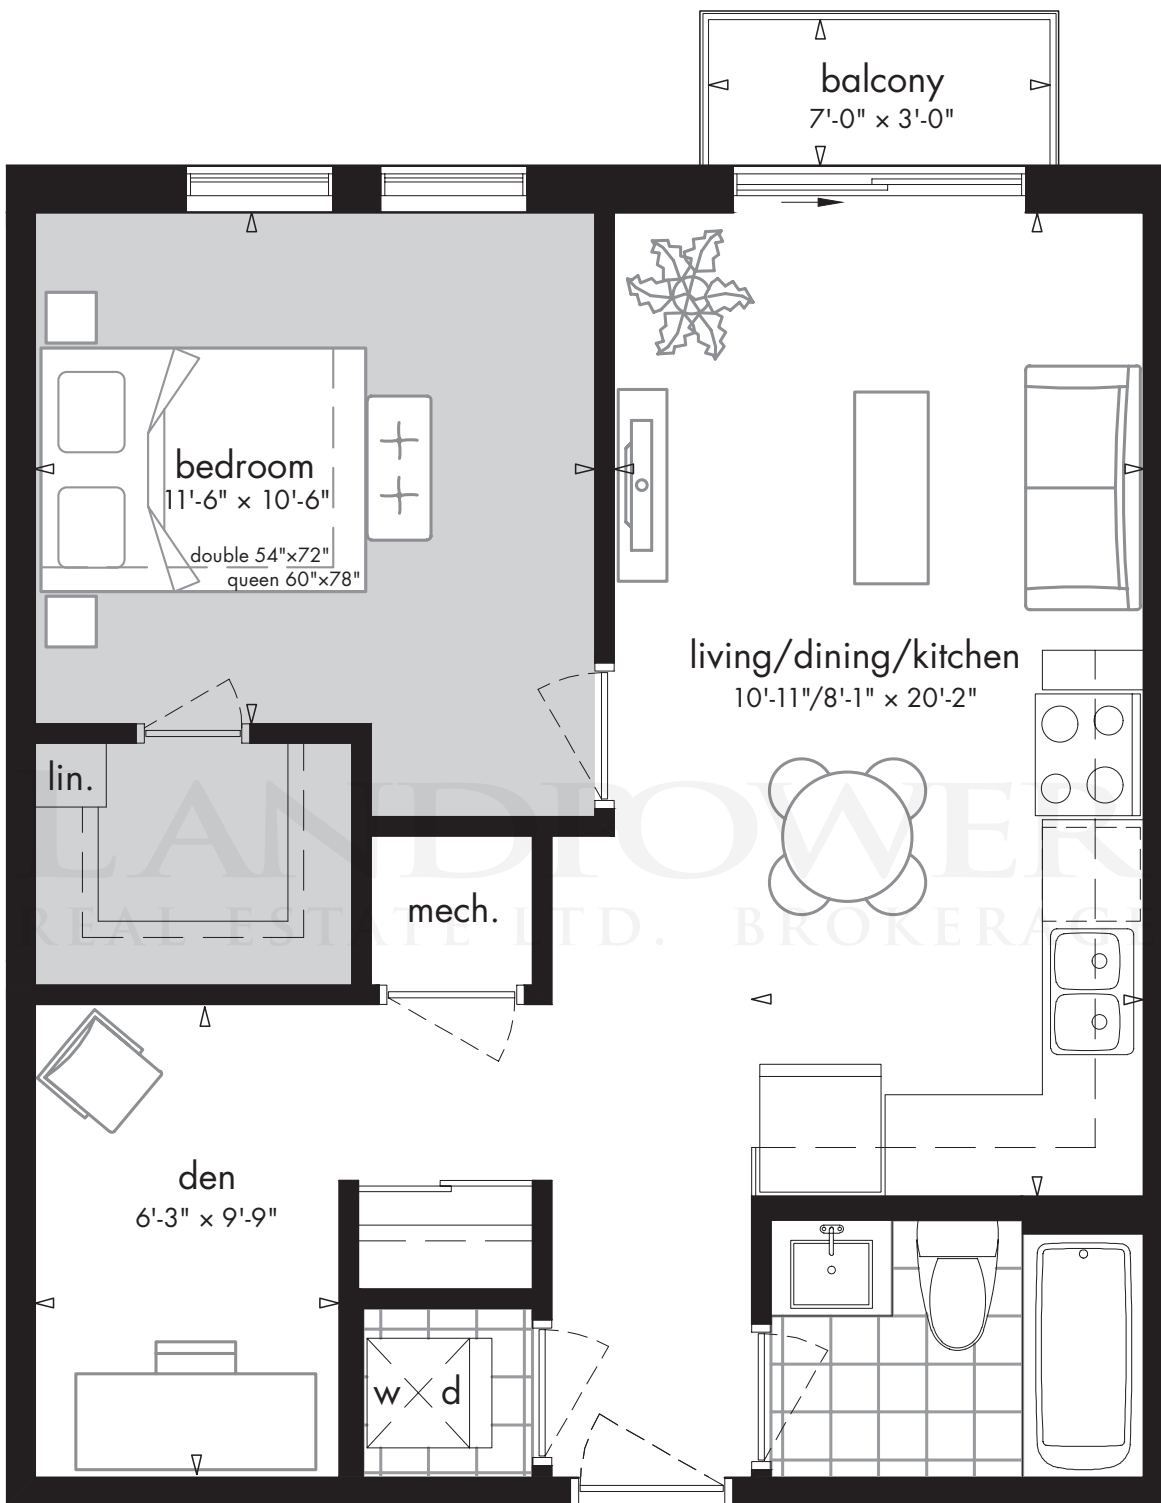 balcony
7'-0" × 3'-0"
bedroom
11'-6" × 10'-6"
double 54"×72"
queen 60"×78"
living/dining/kitchen
10'-11"/8'-1" × 20'-2"
lin.
LANDPOWER
REAL ESTATE LTD. BROKERAGE
mech.
den
6'-3" × 9'-9"
w d